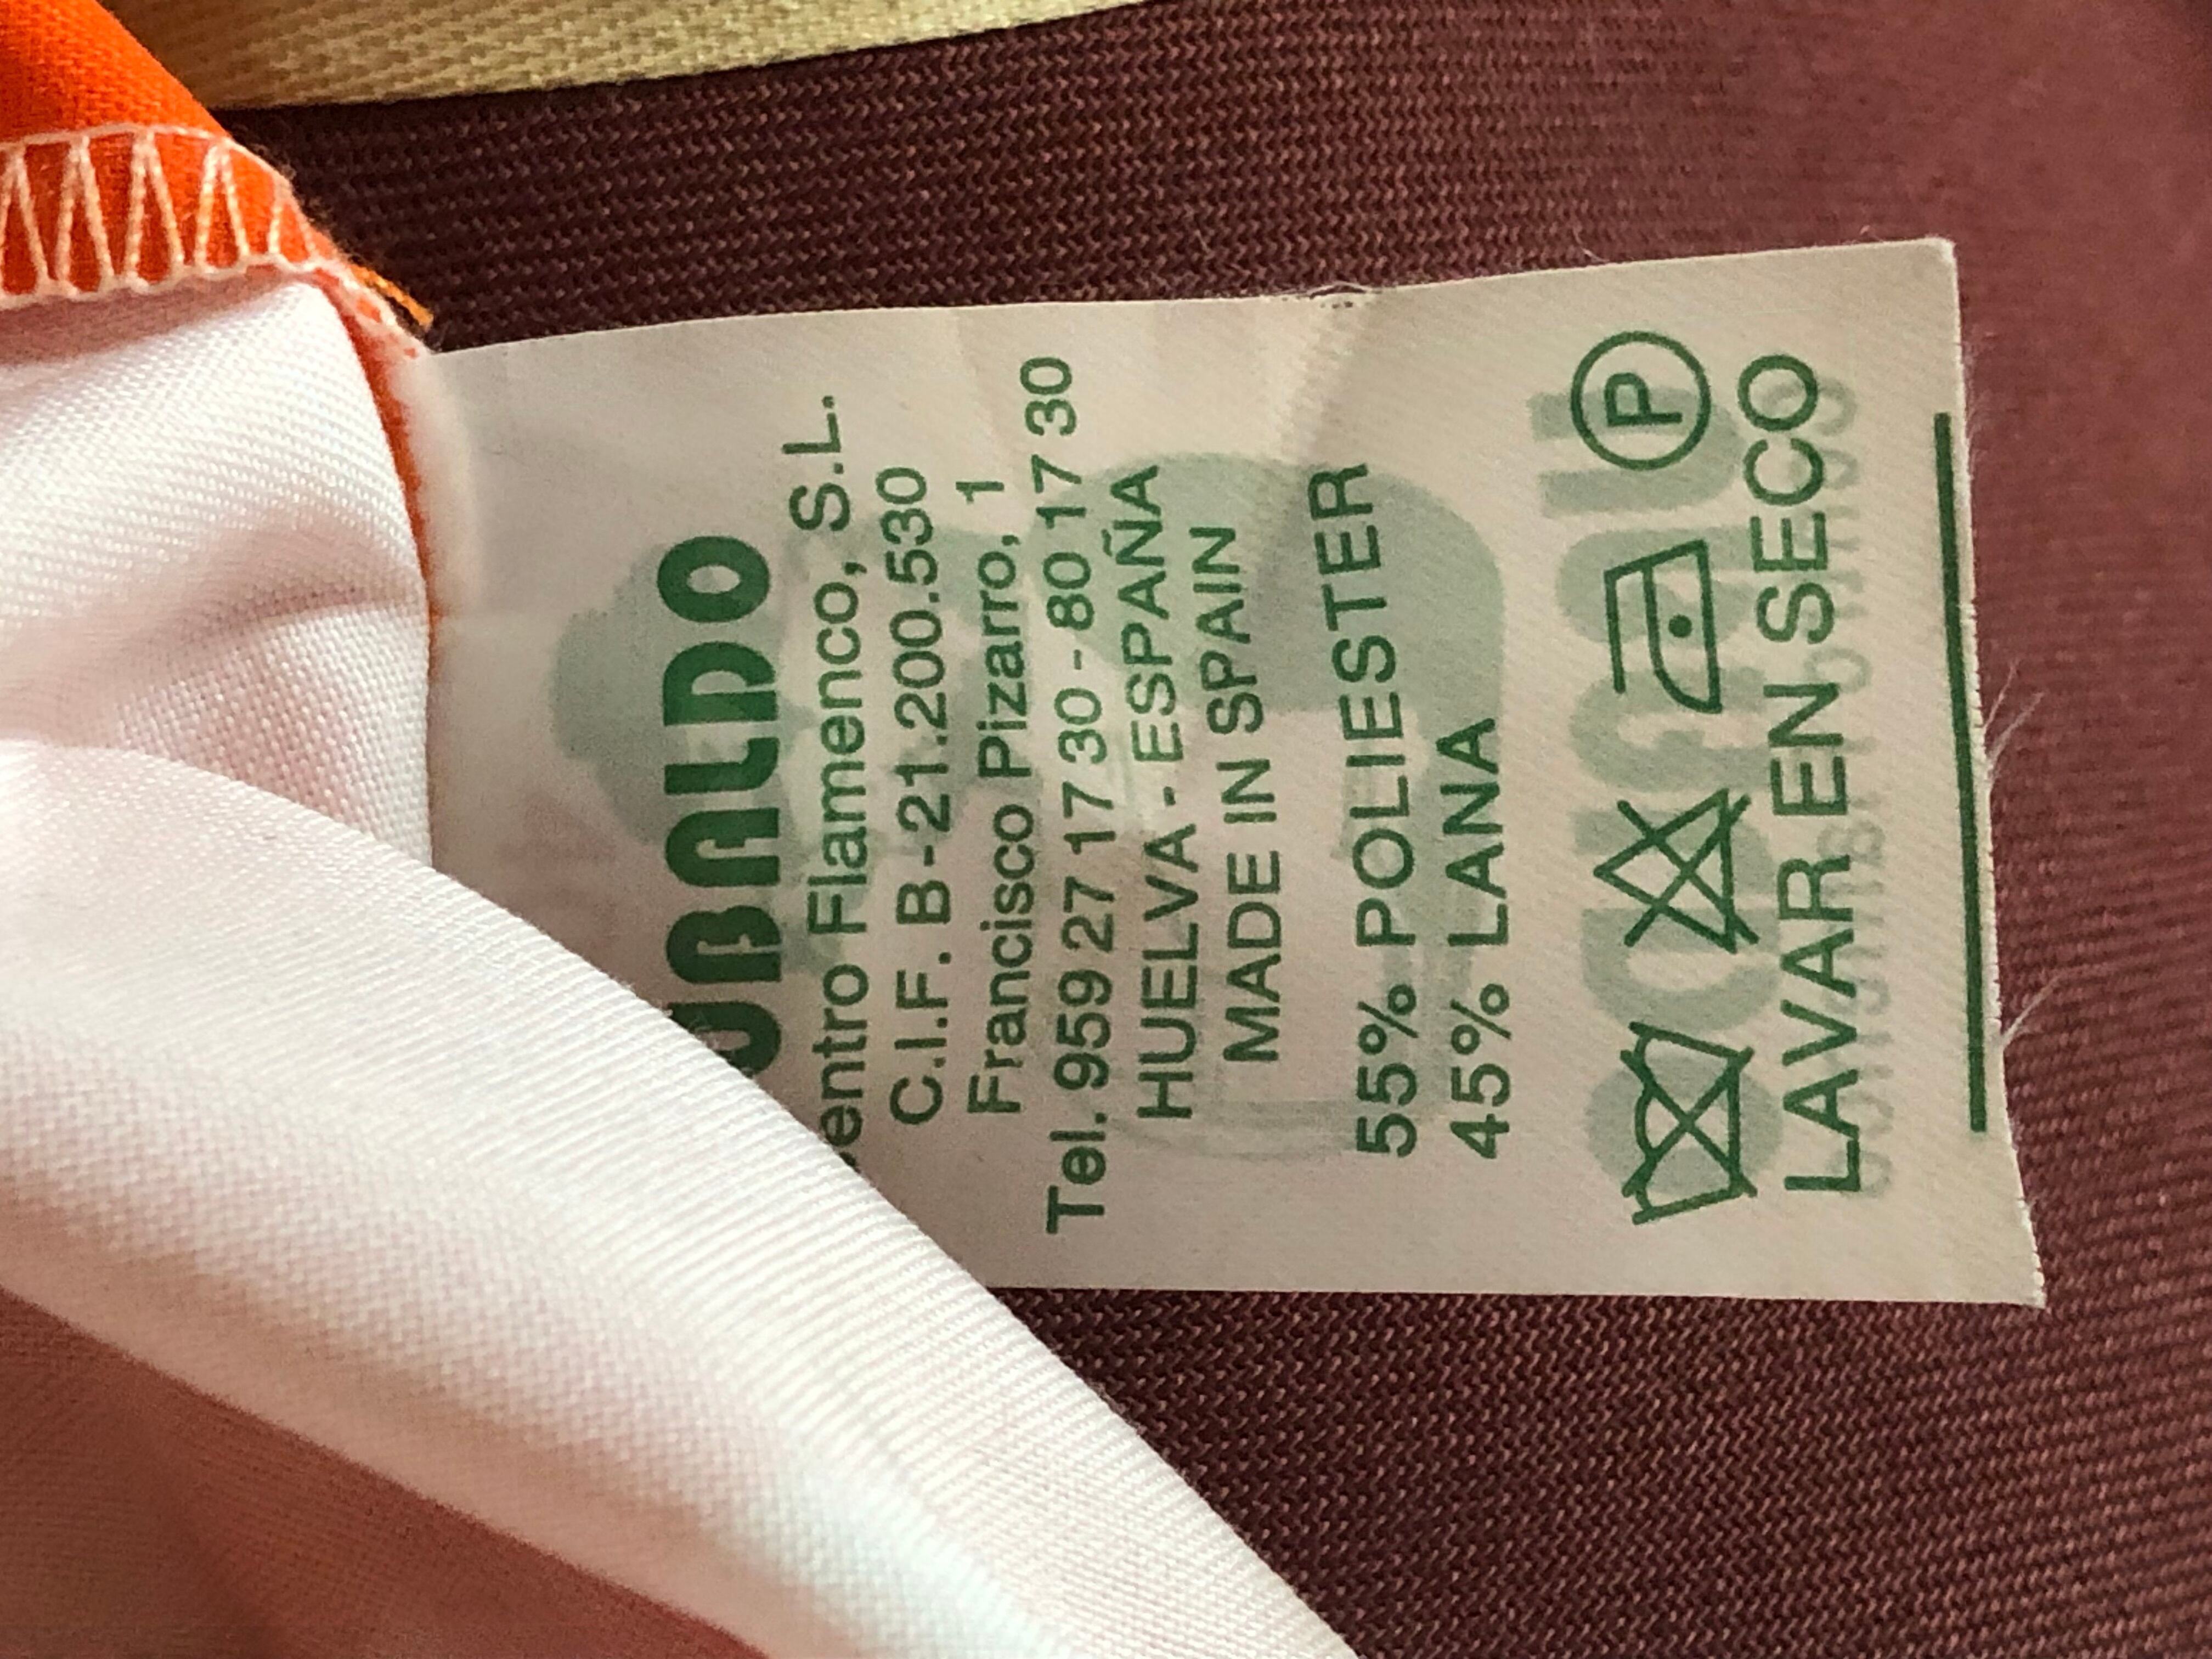 UBALDO
entro Flamenco, S.L.
C.I.F. B-21.200.530
Francisco Pizarro, 1
Tel. 959 27 17 30 - 80 17 30
HUELVA - ESPAÑA
MADE IN SPAIN
55% POLIESTER
45% LANA
P
LAVAR EN SECO